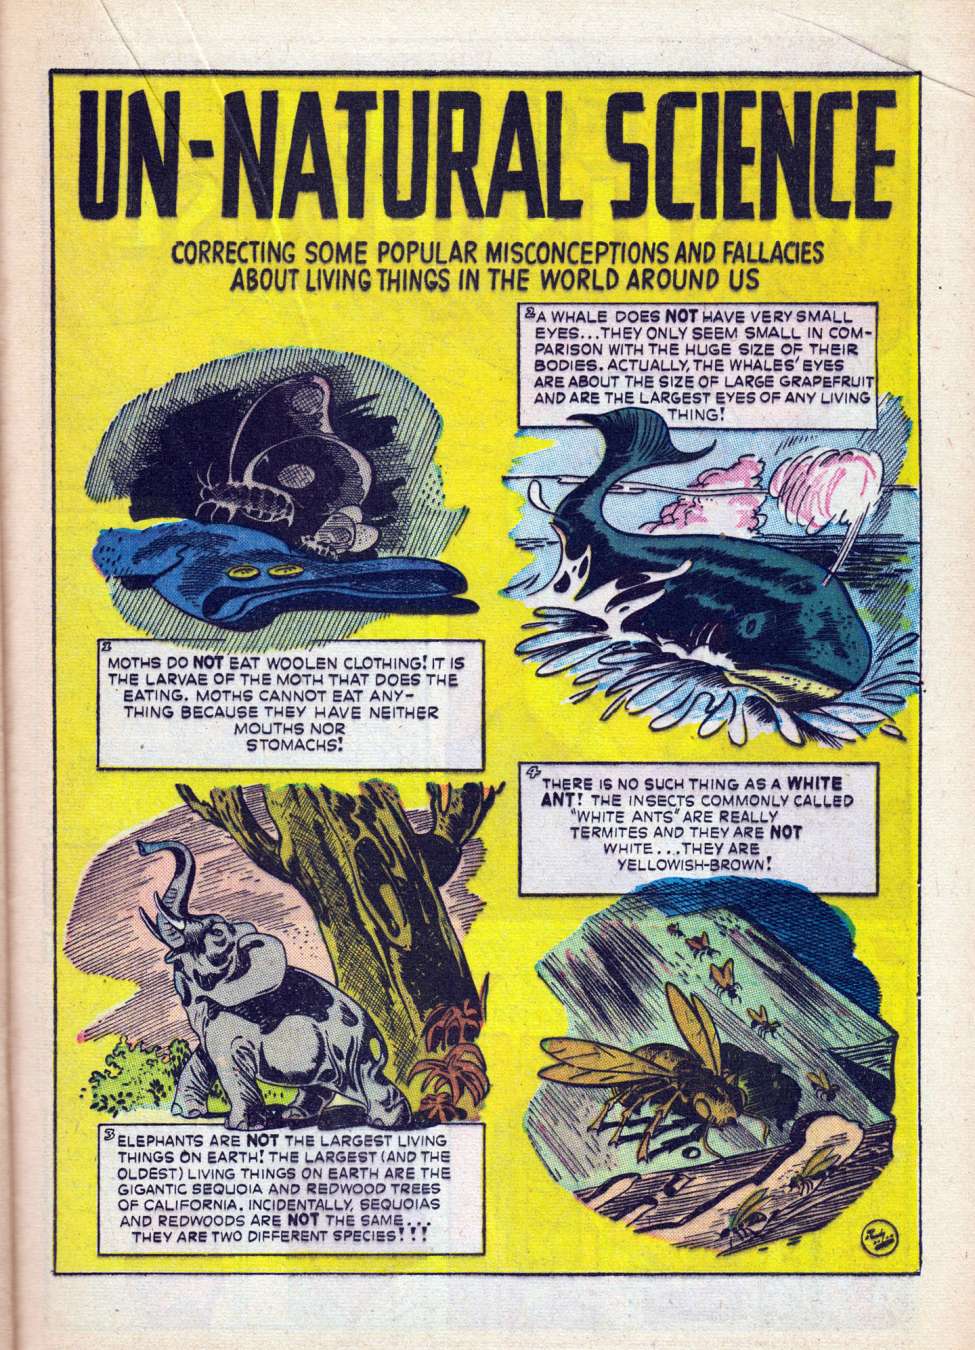 UN-NATURAL SCIENCE
CORRECTING SOME POPULAR MISCONCEPTIONS AND FALLACIES
ABOUT LIVING THINGS IN THE WORLD AROUND US
1
MOTHS DO NOT EAT WOOLEN CLOTHING! IT IS
THE LARVAE OF THE MOTH THAT DOES THE
EATING. MOTHS CANNOT EAT ANY-
THING BECAUSE THEY HAVE NEITHER
MOUTHS NOR
STOMACHS!
2
A WHALE DOES NOT HAVE VERY SMALL
EYES...THEY ONLY SEEM SMALL IN COM-
PARISON WITH THE HUGE SIZE OF THEIR
BODIES. ACTUALLY, THE WHALES' EYES
ARE ABOUT THE SIZE OF LARGE GRAPEFRUIT
AND ARE THE LARGEST EYES OF ANY LIVING
THING!
3
ELEPHANTS ARE NOT THE LARGEST LIVING
THINGS ON EARTH! THE LARGEST (AND THE
OLDEST) LIVING THINGS ON EARTH ARE THE
GIGANTIC SEQUOIA AND REDWOOD TREES
OF CALIFORNIA. INCIDENTALLY, SEQUOIAS
AND REDWOODS ARE NOT THE SAME...
THEY ARE TWO DIFFERENT SPECIES!!!
4
THERE IS NO SUCH THING AS A WHITE
ANT! THE INSECTS COMMONLY CALLED
"WHITE ANTS" ARE REALLY
TERMITES AND THEY ARE NOT
WHITE...THEY ARE
YELLOWISH-BROWN!